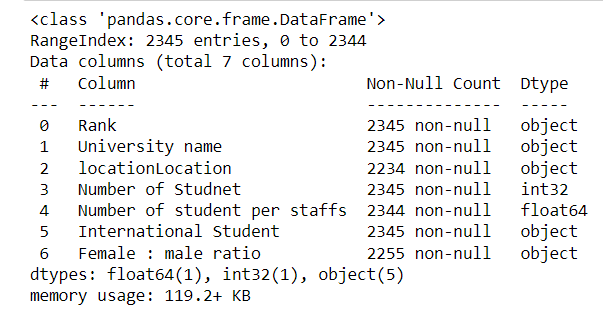 <class 'pandas.core.frame.DataFrame'>
RangeIndex: 2345 entries, 0 to 2344
Data columns (total 7 columns):
 #   Column                       Non-Null Count  Dtype
---  ------                       --------------  -----
 0   Rank                         2345 non-null   object
 1   University name              2345 non-null   object
 2   locationLocation             2234 non-null   object
 3   Number of Studnet            2345 non-null   int32
 4   Number of student per staffs 2344 non-null   float64
 5   International Student        2345 non-null   object
 6   Female : male ratio          2255 non-null   object
dtypes: float64(1), int32(1), object(5)
memory usage: 119.2+ KB